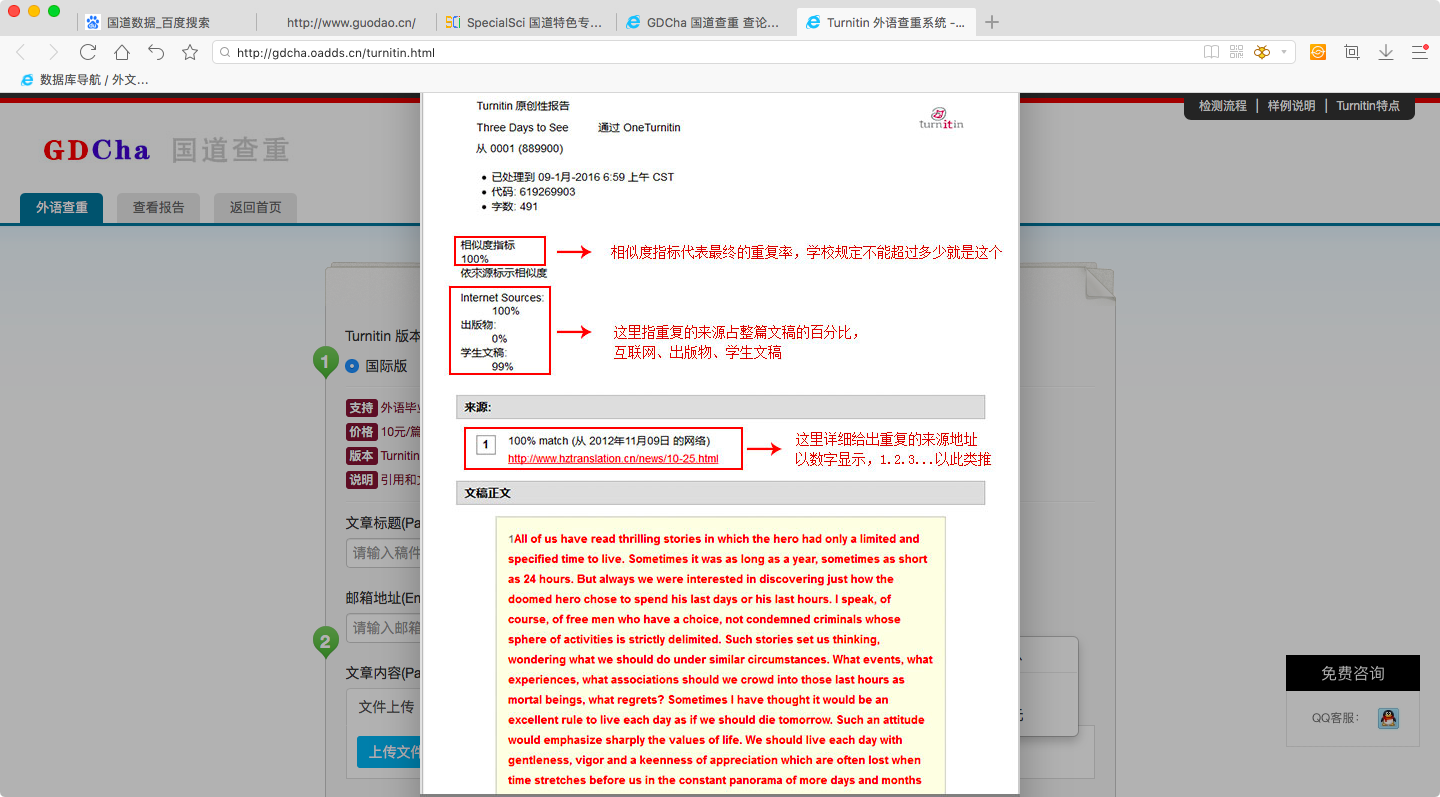 国道数据_百度搜索
http://www.guodao.cn/
SpecialSci 国道特色专...
GDCha 国道查重 查论...
Turnitin 外语查重系统 -...
http://gdcha.oadds.cn/turnitin.html
数据库导航 / 外文...
检测流程 | 样例说明 | Turnitin特点
GDCha 国道查重
外语查重
查看报告
返回首页
Turnitin 原创性报告
Three Days to See 通过 OneTurnitin
从 0001 (889900)
turnitin
已处理到 09-1月-2016 6:59 上午 CST
代码: 619269903
字数: 491
相似度指标
100%
依来源标示相似度
相似度指标代表最终的重复率，学校规定不能超过多少就是这个
Internet Sources:
100%
出版物:
0%
学生文稿:
99%
这里指重复的来源占整篇文稿的百分比，
互联网、出版物、学生文稿
来源:
1
100% match (从 2012年11月09日 的网络)
http://www.hztranslation.cn/news/10-25.html
这里详细给出重复的来源地址
以数字显示，1.2.3...以此类推
文稿正文
1All of us have read thrilling stories in which the hero had only a limited and
specified time to live. Sometimes it was as long as a year, sometimes as short
as 24 hours. But always we were interested in discovering just how the
doomed hero chose to spend his last days or his last hours. I speak, of
course, of free men who have a choice, not condemned criminals whose
sphere of activities is strictly delimited. Such stories set us thinking,
wondering what we should do under similar circumstances. What events, what
experiences, what associations should we crowd into those last hours as
mortal beings, what regrets? Sometimes I have thought it would be an
excellent rule to live each day as if we should die tomorrow. Such an attitude
would emphasize sharply the values of life. We should live each day with
gentleness, vigor and a keenness of appreciation which are often lost when
time stretches before us in the constant panorama of more days and months
1
Turnitin 版本
国际版
支持 外语毕
价格 10元/篇
版本 Turnitin
说明 引用和
文章标题(Pa
请输入稿件
2
邮箱地址(En
请输入邮箱
文章内容(Pa
文件上传
上传文件
免费咨询
QQ客服：